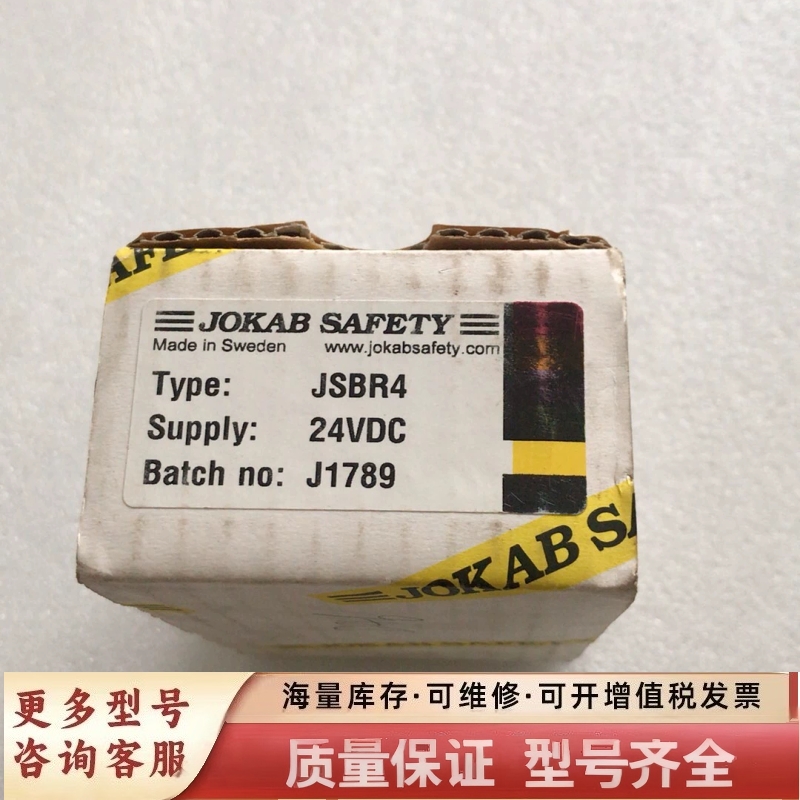 AFE
JOKAB SAFETY
Made in Sweden www.jokabsafety.com
Type: JSBR4
Supply: 24VDC
Batch no: J1789
JOKAB SA
更多型号 海量库存·可维修·可开增值税发票
咨询客服 质量保证 型号齐全